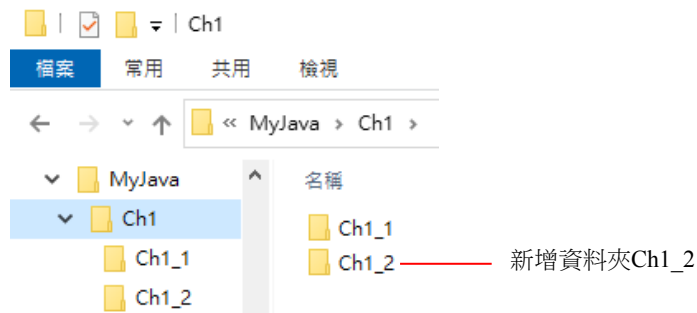 Ch1
檔案 常用 共用 檢視
« MyJava › Ch1 ›
MyJava
Ch1
Ch1_1
Ch1_2
名稱
Ch1_1
Ch1_2
新增資料夾Ch1_2